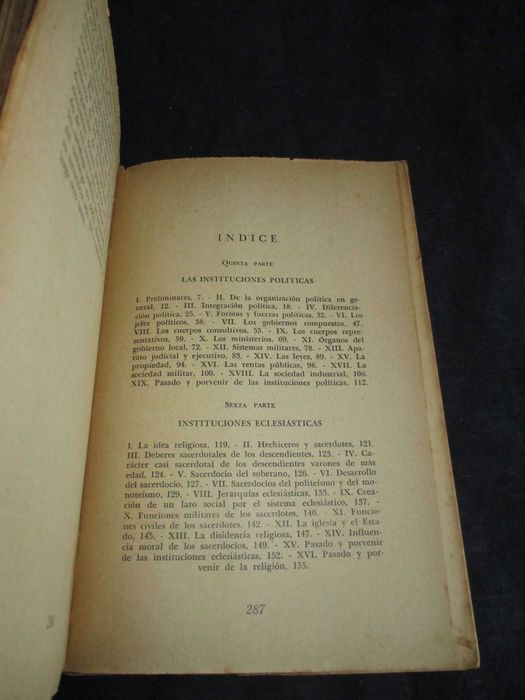 INDICE
QUINTA PARTE
LAS INSTITUCIONES POLITICAS
I. Preliminares, 7. - II. De la organización política en ge-
neral, 12. - III. Integración política, 18. - IV. Diferencia-
ción política, 25. - V. Formas y fuerzas políticas, 32. - VI. Los
jefes políticos, 38. - VII. Los gobiernos compuestos, 47.
VIII. Los cuerpos consultivos, 55. - IX. Los cuerpos repre-
sentativos, 59. - X. Los ministerios, 69. - XI. Órganos del
gobierno local, 72. - XII. Sistemas militares, 78. - XIII. Apa-
rato judicial y ejecutivo, 83. - XIV. Las leyes, 89. - XV. La
propiedad, 94. - XVI. Las rentas públicas, 98. - XVII. La
sociedad militar, 100. - XVIII. La sociedad industrial, 106.
XIX. Pasado y porvenir de las instituciones políticas, 112.
SEXTA PARTE
INSTITUCIONES ECLESIÁSTICAS
I. La idea religiosa, 119. - II. Hechiceros y sacerdotes, 121.
III. Deberes sacerdotales de los descendientes, 123. - IV. Ca-
rácter casi sacerdotal de los descendientes varones de más
edad, 124. - V. Sacerdocio del soberano, 126. - VI. Desarrollo
del sacerdocio, 127. - VII. Sacerdocios del politeísmo y del mo-
noteísmo, 129. - VIII. Jerarquías eclesiásticas, 133. - IX. Crea-
ción de un lazo social por el sistema eclesiástico, 137. -
X. Funciones militares de los sacerdotes, 140. - XI. Funcio-
nes civiles de los sacerdotes. 142. - XII. La iglesia y el Esta-
do, 145. - XIII. La disidencia religiosa, 147. - XIV. Influen-
cia moral de los sacerdocios, 149. - XV. Pasado y porvenir
de las instituciones eclesiásticas, 152. - XVI. Pasado y por-
venir de la religión, 155.
287